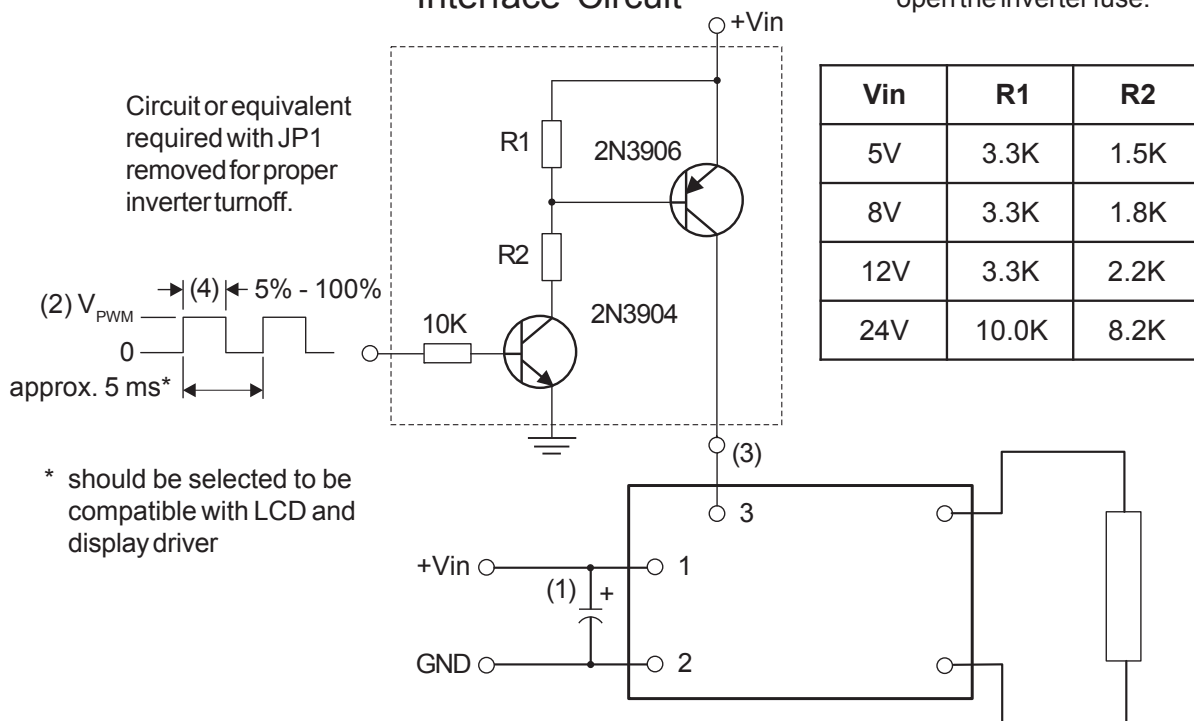 Interface Circuit
open the inverter fuse.
+Vin
Circuit or equivalent
required with JP1
removed for proper
inverter turnoff.
R1
2N3906
R2
2N3904
10K
(2) VPWM
(4)
5% - 100%
0
approx. 5 ms*
* should be selected to be
compatible with LCD and
display driver
Vin R1 R2
5V 3.3K 1.5K
8V 3.3K 1.8K
12V 3.3K 2.2K
24V 10.0K 8.2K
(3)
3
+Vin
1
(1)
+
GND
2